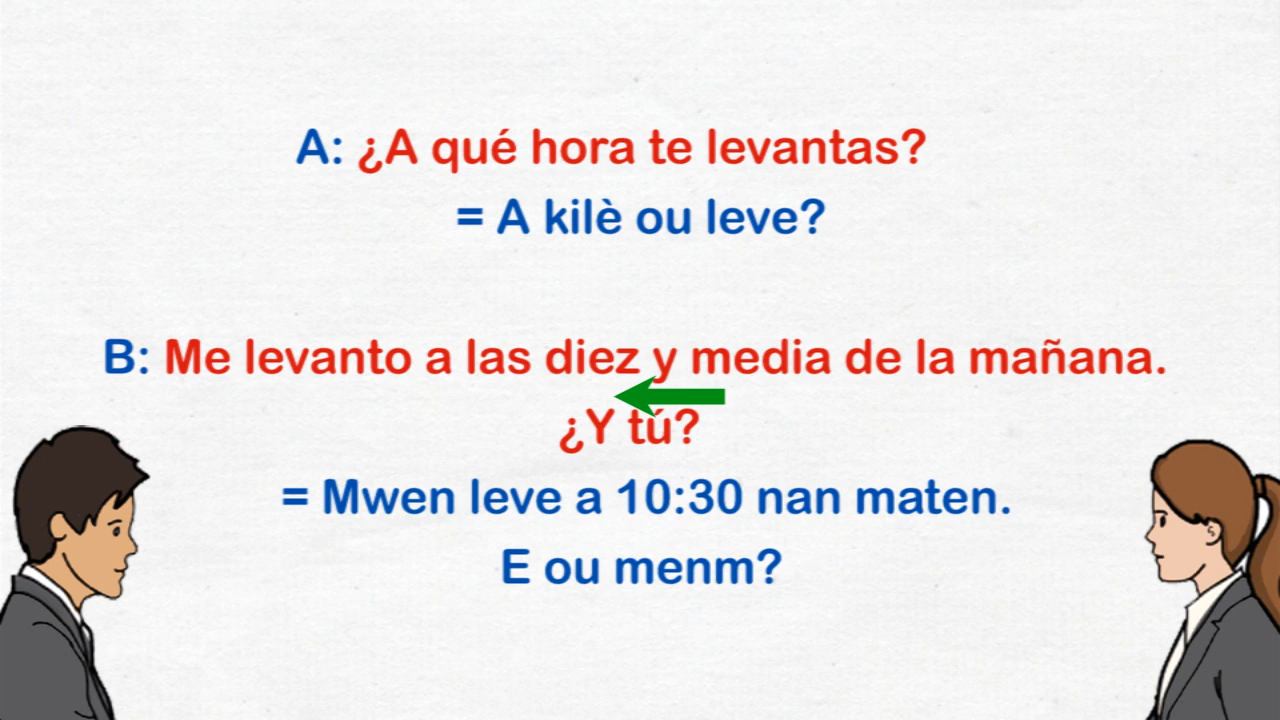 A: ¿A qué hora te levantas?
= A kilè ou leve?
B: Me levanto a las diez y media de la mañana.
¿Y tú?
= Mwen leve a 10:30 nan maten.
E ou menm?